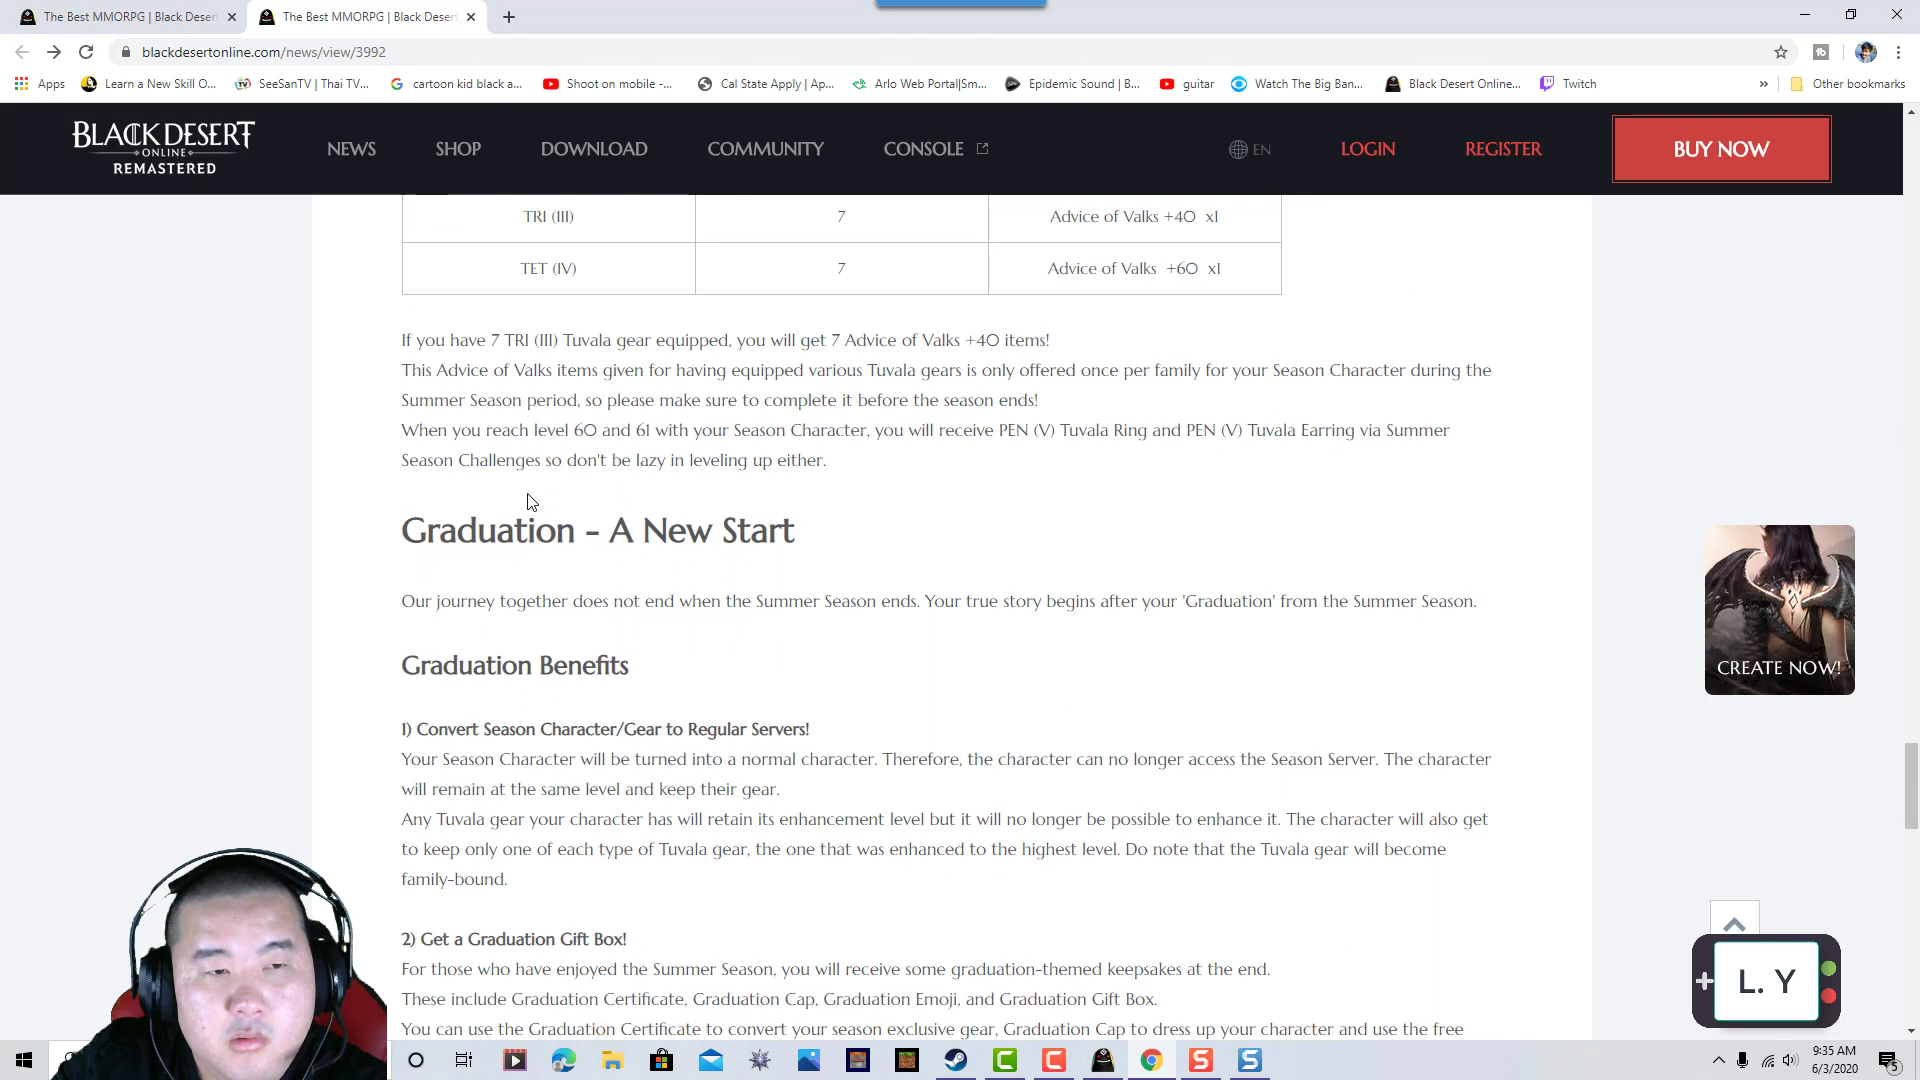 The Best MMORPG | Black Desert
The Best MMORPG | Black Desert
blackdesertonline.com/news/view/3992
Apps
Learn a New Skill O...
SeeSanTV | Thai TV...
cartoon kid black a...
Shoot on mobile -...
Cal State Apply | Ap...
Arlo Web Portal|Sm...
Epidemic Sound | B...
guitar
Watch The Big Ban...
Black Desert Online...
Twitch
»
Other bookmarks
BLACK DESERT
ONLINE
REMASTERED
NEWS
SHOP
DOWNLOAD
COMMUNITY
CONSOLE
EN
LOGIN
REGISTER
BUY NOW
TRI (III) 7 Advice of Valks +40 x1
TET (IV) 7 Advice of Valks +60 x1
If you have 7 TRI (III) Tuvala gear equipped, you will get 7 Advice of Valks +40 items!
This Advice of Valks items given for having equipped various Tuvala gears is only offered once per family for your Season Character during the
Summer Season period, so please make sure to complete it before the season ends!
When you reach level 60 and 61 with your Season Character, you will receive PEN (V) Tuvala Ring and PEN (V) Tuvala Earring via Summer
Season Challenges so don't be lazy in leveling up either.
Graduation - A New Start
Our journey together does not end when the Summer Season ends. Your true story begins after your 'Graduation' from the Summer Season.
Graduation Benefits
1) Convert Season Character/Gear to Regular Servers!
Your Season Character will be turned into a normal character. Therefore, the character can no longer access the Season Server. The character
will remain at the same level and keep their gear.
Any Tuvala gear your character has will retain its enhancement level but it will no longer be possible to enhance it. The character will also get
to keep only one of each type of Tuvala gear, the one that was enhanced to the highest level. Do note that the Tuvala gear will become
family-bound.
2) Get a Graduation Gift Box!
For those who have enjoyed the Summer Season, you will receive some graduation-themed keepsakes at the end.
These include Graduation Certificate, Graduation Cap, Graduation Emoji, and Graduation Gift Box.
You can use the Graduation Certificate to convert your season exclusive gear, Graduation Cap to dress up your character and use the free
CREATE NOW!
L. Y
9:35 AM
6/3/2020
5